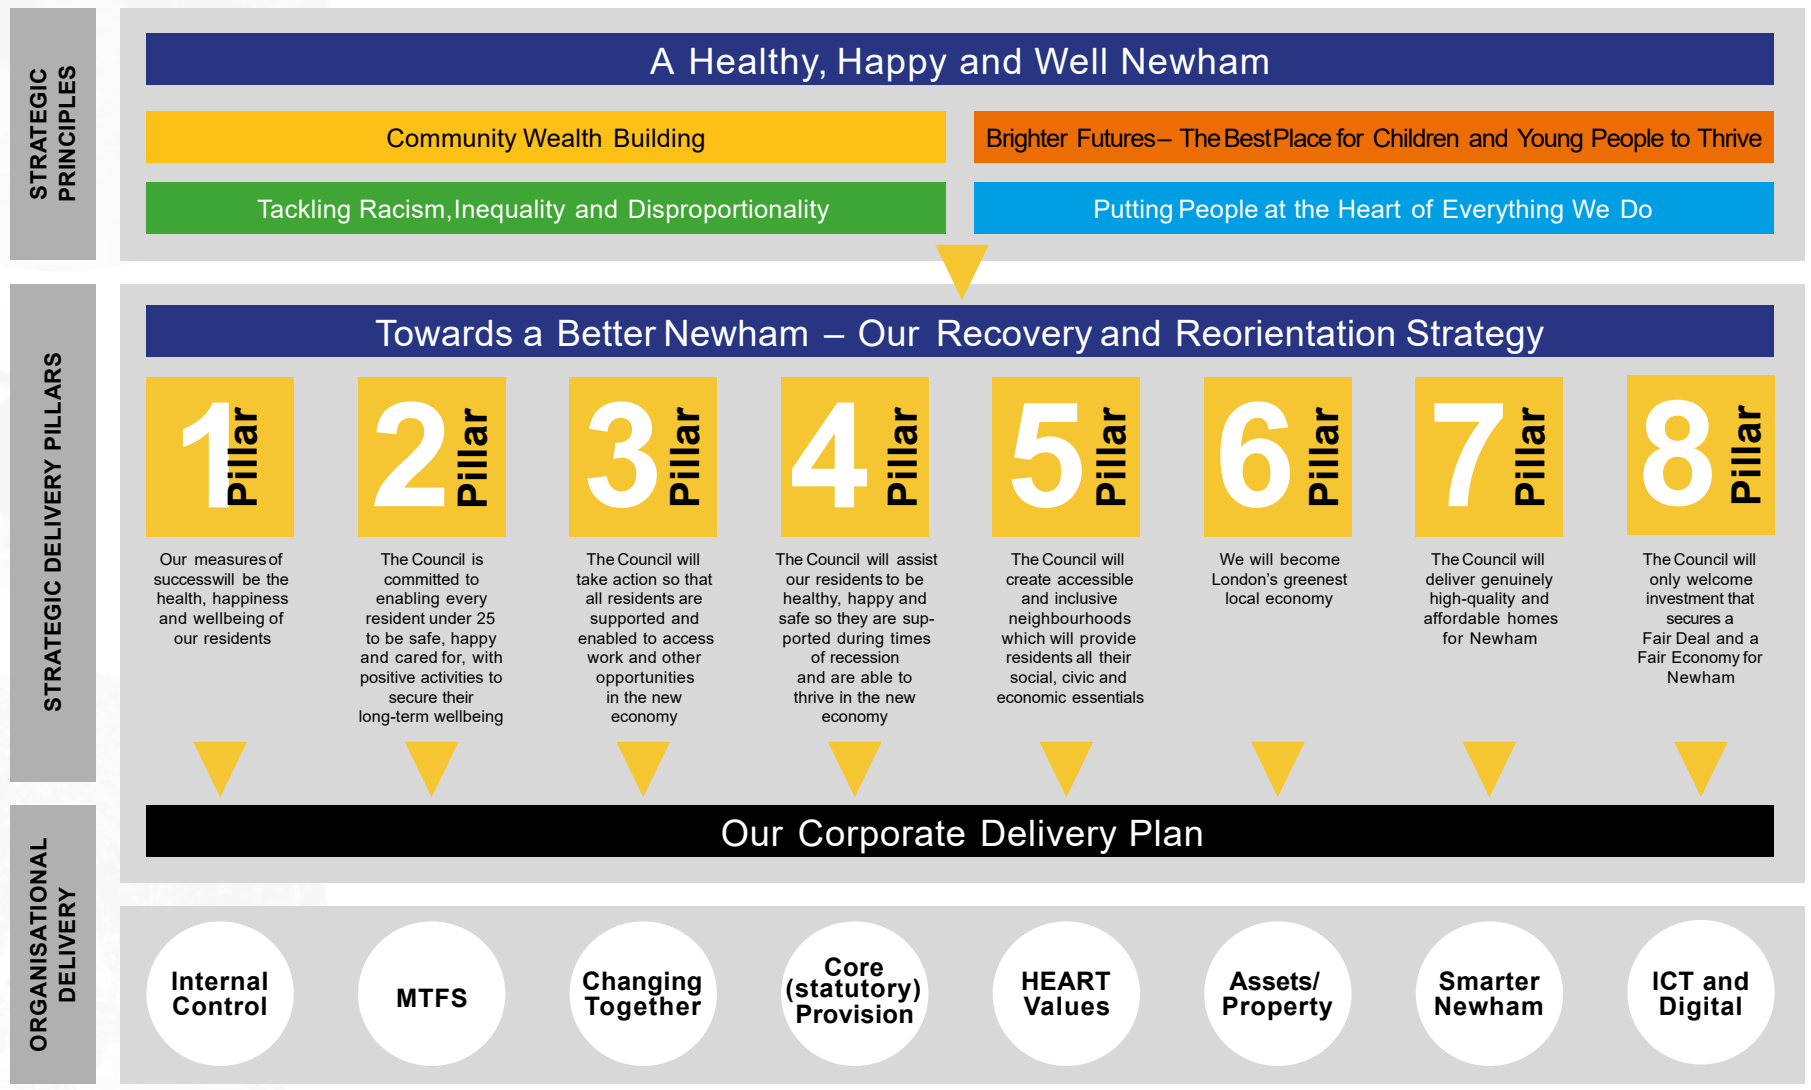 STRATEGIC
PRINCIPLES
A Healthy, Happy and Well Newham
Community Wealth Building
Brighter Futures– The Best Place for Children and Young People to Thrive
Tackling Racism, Inequality and Disproportionality
Putting People at the Heart of Everything We Do
STRATEGIC DELIVERY PILLARS
Towards a Better Newham – Our Recovery and Reorientation Strategy
1 Pillar
Our measures of
success will be the
health, happiness
and wellbeing of
our residents
2 Pillar
The Council is
committed to
enabling every
resident under 25
to be safe, happy
and cared for, with
positive activities to
secure their
long-term wellbeing
3 Pillar
The Council will
take action so that
all residents are
supported and
enabled to access
work and other
opportunities
in the new
economy
4 Pillar
The Council will assist
our residents to be
healthy, happy and
safe so they are sup-
ported during times
of recession
and are able to
thrive in the new
economy
5 Pillar
The Council will
create accessible
and inclusive
neighbourhoods
which will provide
residents all their
social, civic and
economic essentials
6 Pillar
We will become
London's greenest
local economy
7 Pillar
The Council will
deliver genuinely
high-quality and
affordable homes
for Newham
8 Pillar
The Council will
only welcome
investment that
secures a
Fair Deal and a
Fair Economy for
Newham
ORGANISATIONAL
DELIVERY
Our Corporate Delivery Plan
Internal
Control
MTFS
Changing
Together
Core
(statutory)
Provision
HEART
Values
Assets/
Property
Smarter
Newham
ICT and
Digital